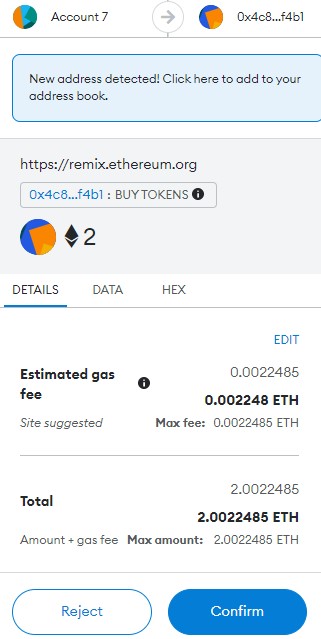 Account 7
0x4c8...f4b1
New address detected! Click here to add to your
address book.
https://remix.ethereum.org
0x4c8...f4b1 : BUY TOKENS
2
DETAILS DATA HEX
EDIT
Estimated gas
fee
0.0022485
0.002248 ETH
Site suggested Max fee: 0.0022485 ETH
2.0022485
Total
2.0022485 ETH
Amount + gas fee Max amount: 2.0022485 ETH
Reject Confirm